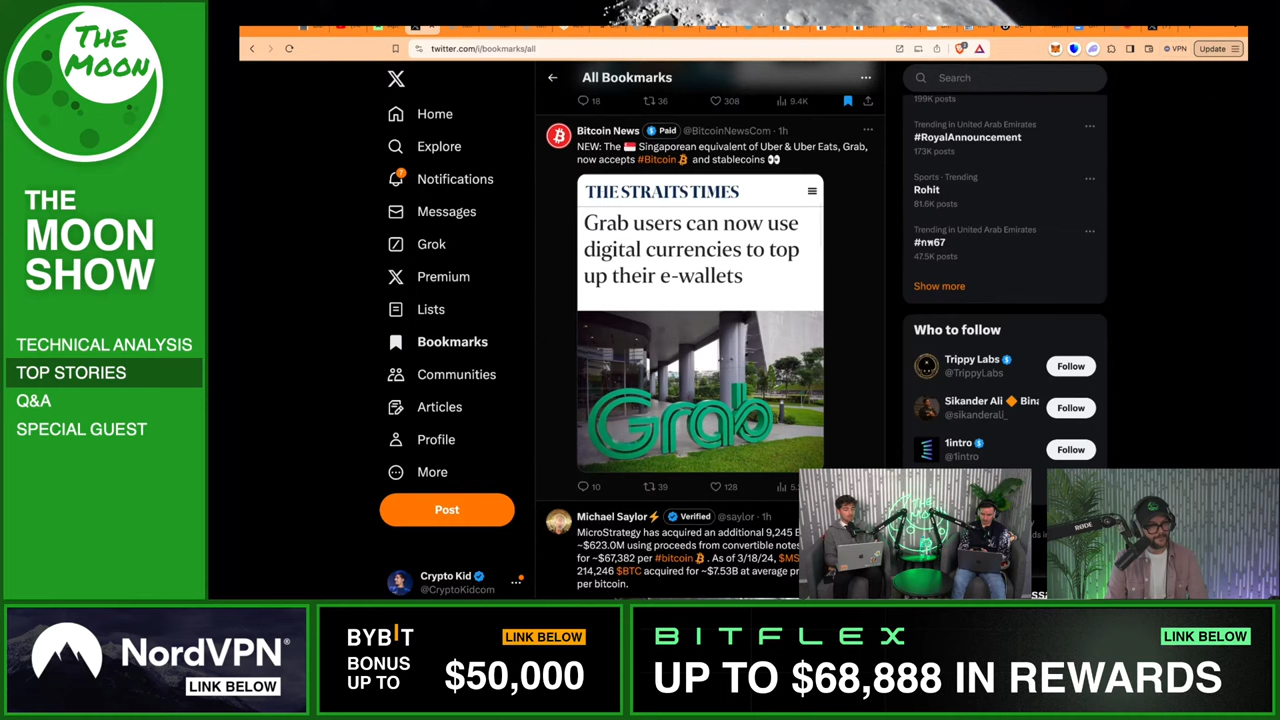 THE
MOON
THE
MOON
SHOW
TECHNICAL ANALYSIS
TOP STORIES
Q&A
SPECIAL GUEST
twitter.com/i/bookmarks/all
VPN
Update
Home
Explore
7
Notifications
Messages
Grok
Premium
Lists
Bookmarks
Communities
Articles
Profile
More
Post
Crypto Kid
@CryptoKidcom
All Bookmarks
18
36
308
9.4K
Bitcoin News Paid @BitcoinNewsCom · 1h
NEW: The 🇸🇬 Singaporean equivalent of Uber & Uber Eats, Grab,
now accepts #Bitcoin and stablecoins 👀
THE STRAITS TIMES
Grab users can now use
digital currencies to top
up their e-wallets
Grab
10
39
128
Michael Saylor⚡ Verified @saylor · 1h
MicroStrategy has acquired an additional 9,245
~$623.0M using proceeds from convertible notes
for ~$67,382 per #bitcoin. As of 3/18/24,
214,246 $BTC acquired for ~$7.53B at average
per bitcoin.
Search
199K posts
Trending in United Arab Emirates
#RoyalAnnouncement
173K posts
Sports · Trending
Rohit
81.6K posts
Trending in United Arab Emirates
47.5K posts
Show more
Who to follow
Trippy Labs
@TrippyLabs
Follow
Sikander Ali 🔶
@sikanderali_
Follow
1intro
@1intro
Follow
RØDE
NordVPN®
LINK BELOW
BYBIT
LINK BELOW
BONUS
UP TO
$50,000
BITFLEX
LINK BELOW
UP TO $68,888 IN REWARDS